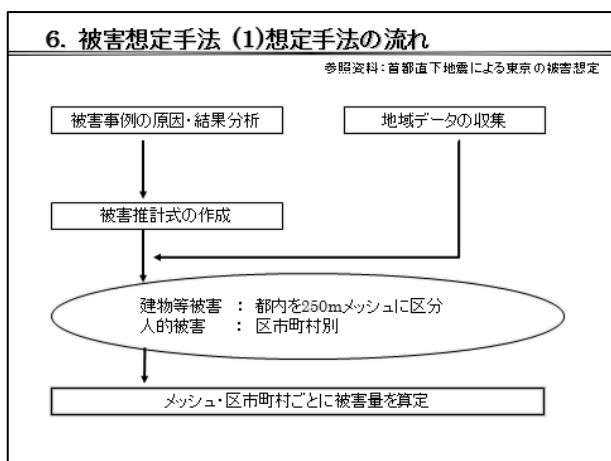 6. 被害想定手法 (1)想定手法の流れ
参照資料:首都直下地震による東京の被害想定
被害事例の原因・結果分析
地域データの収集
被害推計式の作成
建物等被害 : 都内を250mメッシュに区分
人的被害 : 区市町村別
メッシュ・区市町村ごとに被害量を算定